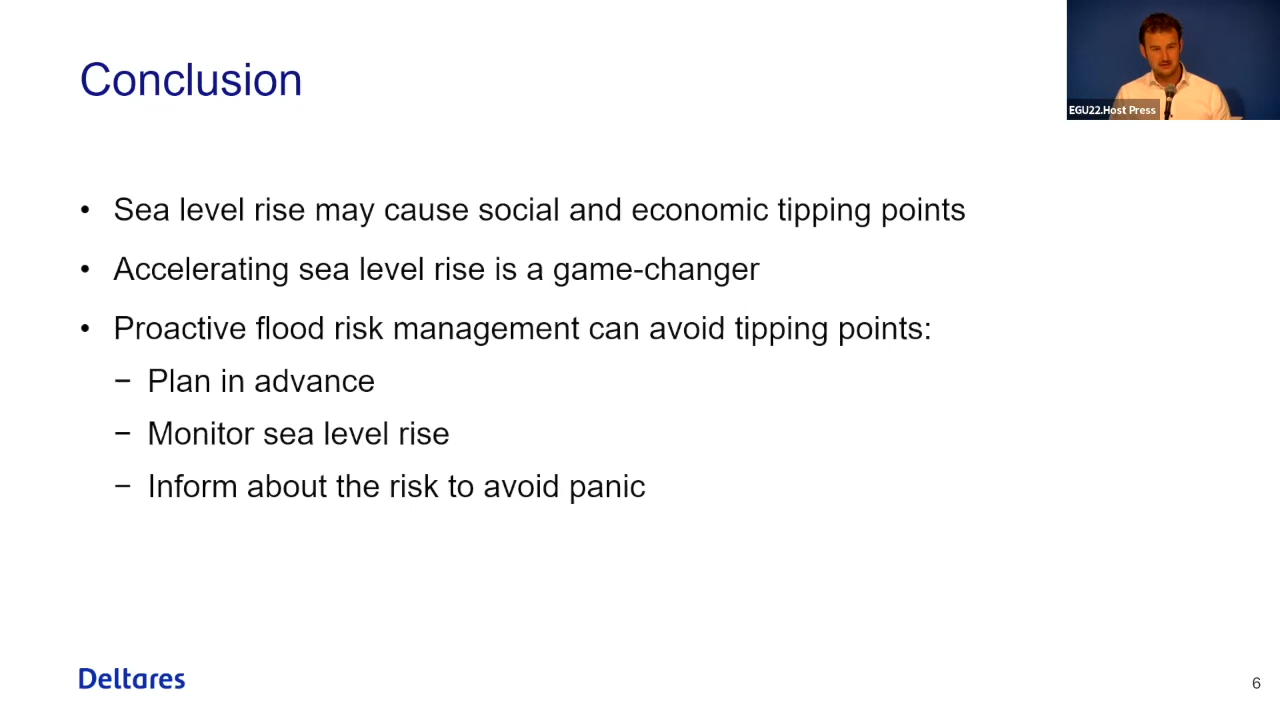 Conclusion
EGU22.Host Press
• Sea level rise may cause social and economic tipping points
• Accelerating sea level rise is a game-changer
• Proactive flood risk management can avoid tipping points:
− Plan in advance
− Monitor sea level rise
− Inform about the risk to avoid panic
Deltares
6